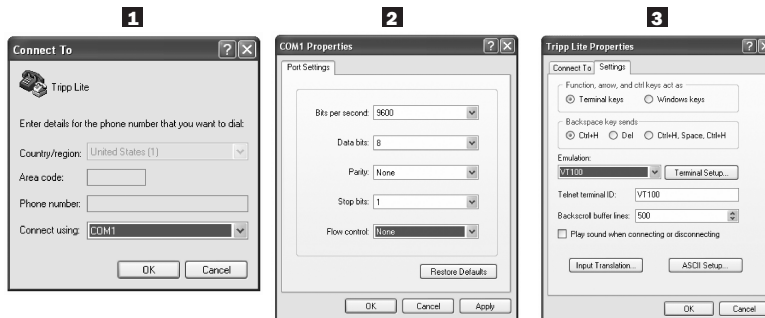 1
Connect To
Tripp Lite
Enter details for the phone number that you want to dial:
Country/region: United States (1)
Area code:
Phone number:
Connect using: COM1
OK Cancel
2
COM1 Properties
Port Settings
Bits per second: 9600
Data bits: 8
Parity: None
Stop bits: 1
Flow control: None
Restore Defaults
OK Cancel Apply
3
Tripp Lite Properties
Connect To Settings
Function, arrow, and ctrl keys act as
Terminal keys Windows keys
Backspace key sends
Ctrl+H Del Ctrl+H, Space, Ctrl+H
Emulation:
VT100 Terminal Setup...
Telnet terminal ID: VT100
Backscroll buffer lines: 500
Play sound when connecting or disconnecting
Input Translation... ASCII Setup...
OK Cancel